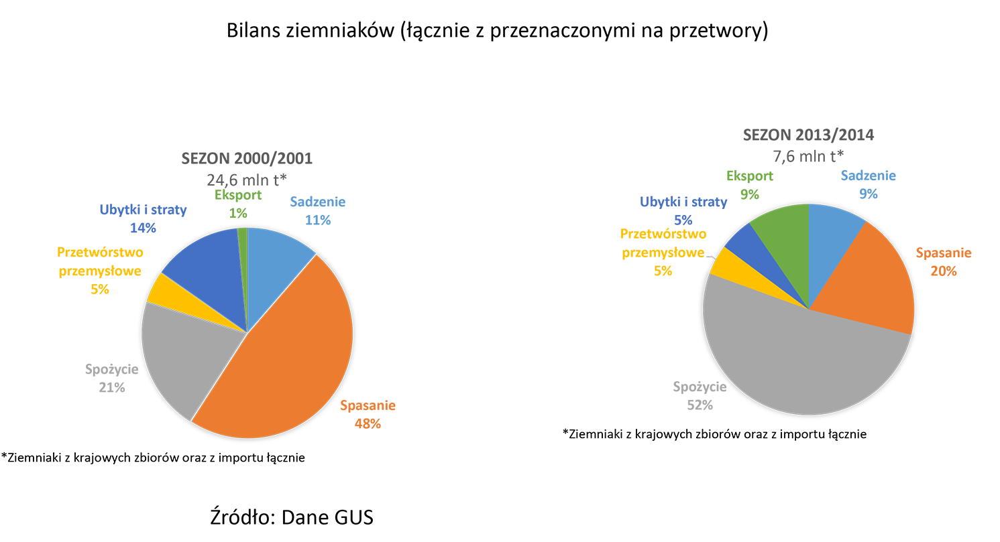 Bilans ziemniaków (łącznie z przeznaczonymi na przetwory)
SEZON 2000/2001
24,6 mln t*
Eksport
1%
Sadzenie
11%
Ubytki i straty
14%
Przetwórstwo
przemysłowe
5%
Spożycie
21%
Spasanie
48%
*Ziemniaki z krajowych zbiorów oraz z importu łącznie
SEZON 2013/2014
7,6 mln t*
Eksport
9%
Sadzenie
9%
Ubytki i straty
5%
Przetwórstwo
przemysłowe
5%
Spasanie
20%
Spożycie
52%
*Ziemniaki z krajowych zbiorów oraz z importu łącznie
Źródło: Dane GUS